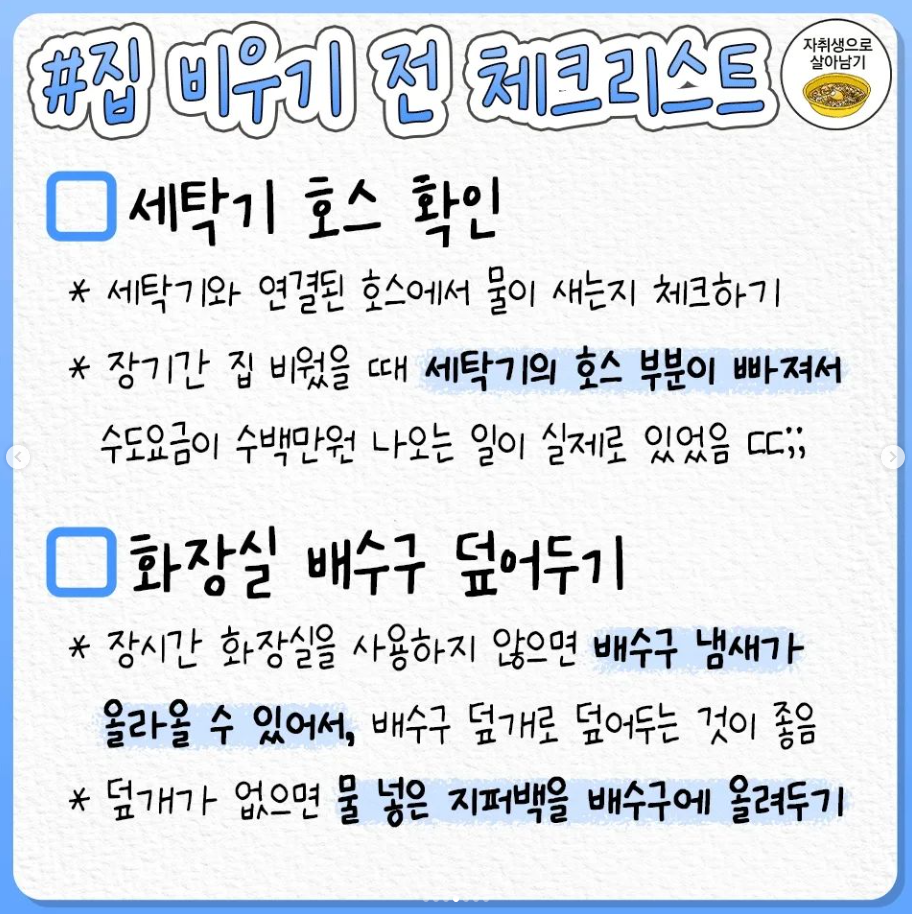 #집 비우기 전 체크리스트
자취생으로
살아남기
세탁기 호스 확인
* 세탁기와 연결된 호스에서 물이 새는지 체크하기
* 장기간 집 비웠을 때 세탁기의 호스 부분이 빠져서
수도요금이 수백만원 나오는 일이 실제로 있었음 ㄷㄷ;;
화장실 배수구 덮어두기
* 장시간 화장실을 사용하지 않으면 배수구 냄새가
올라올 수 있어서, 배수구 덮개로 덮어두는 것이 좋음
* 덮개가 없으면 물 넣은 지퍼백을 배수구에 올려두기